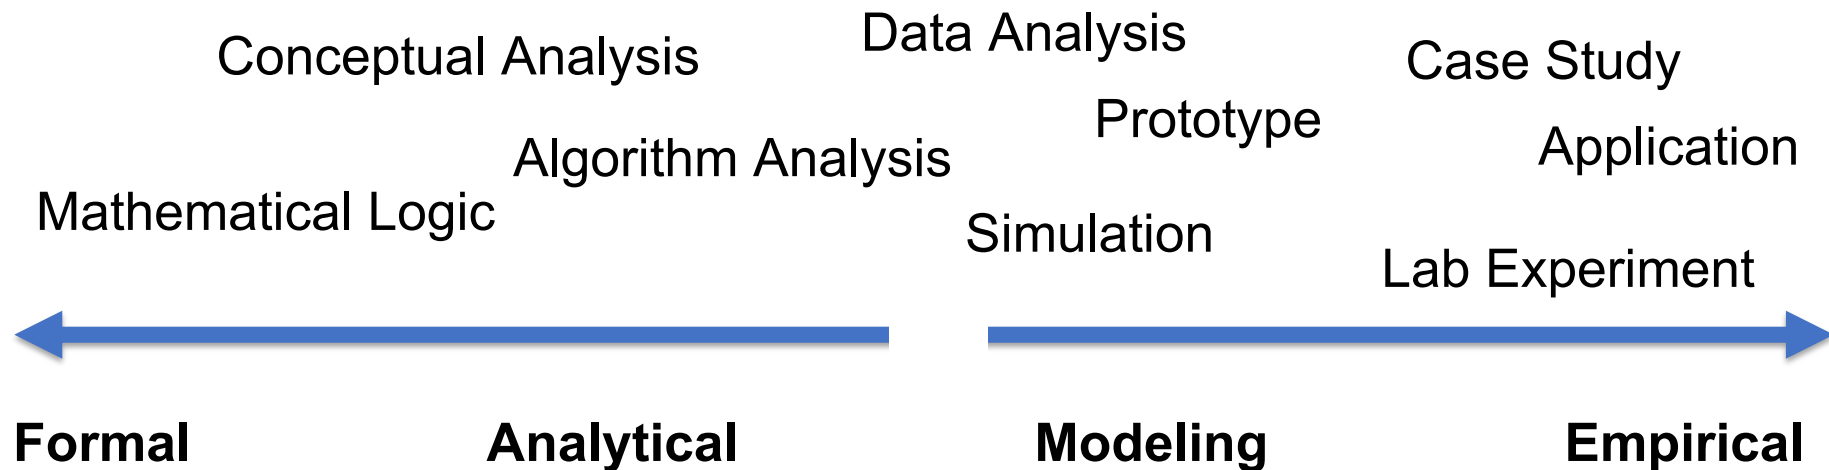 Conceptual Analysis
Data Analysis
Case Study
Prototype
Algorithm Analysis
Application
Mathematical Logic
Simulation
Lab Experiment
Formal
Analytical
Modeling
Empirical